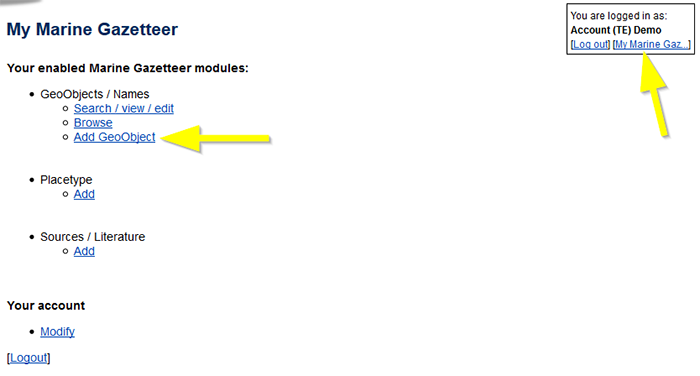 My Marine Gazetteer
You are logged in as:
Account (TE) Demo
[Log out] [My Marine Gaz...]
Your enabled Marine Gazetteer modules:
GeoObjects / Names
Search / view / edit
Browse
Add GeoObject
Placetype
Add
Sources / Literature
Add
Your account
Modify
[Logout]